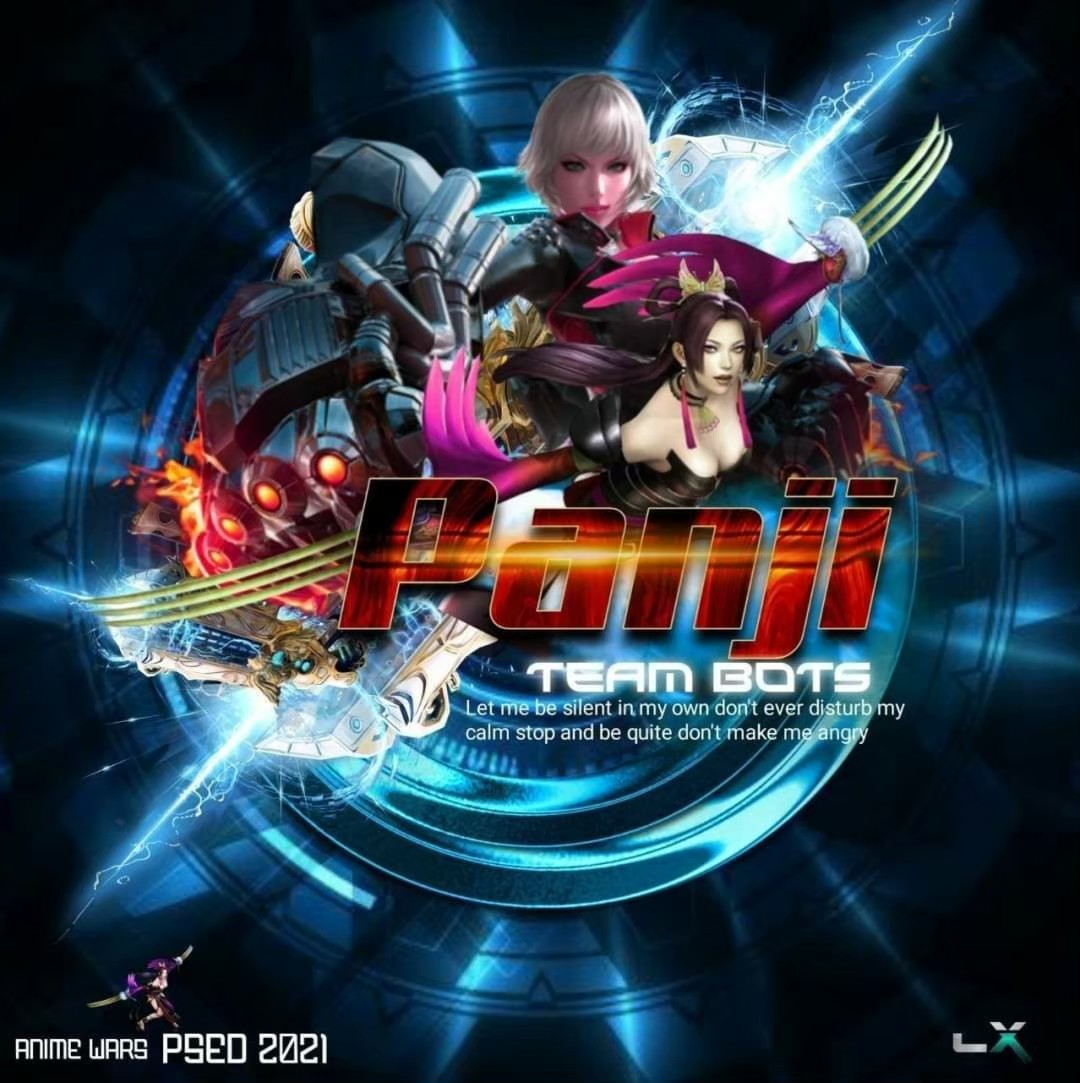 Panji
TEAM BOTS
Let me be silent in my own don't ever disturb my
calm stop and be quite don't make me angry
ANIME WARS PSED 2021
LX